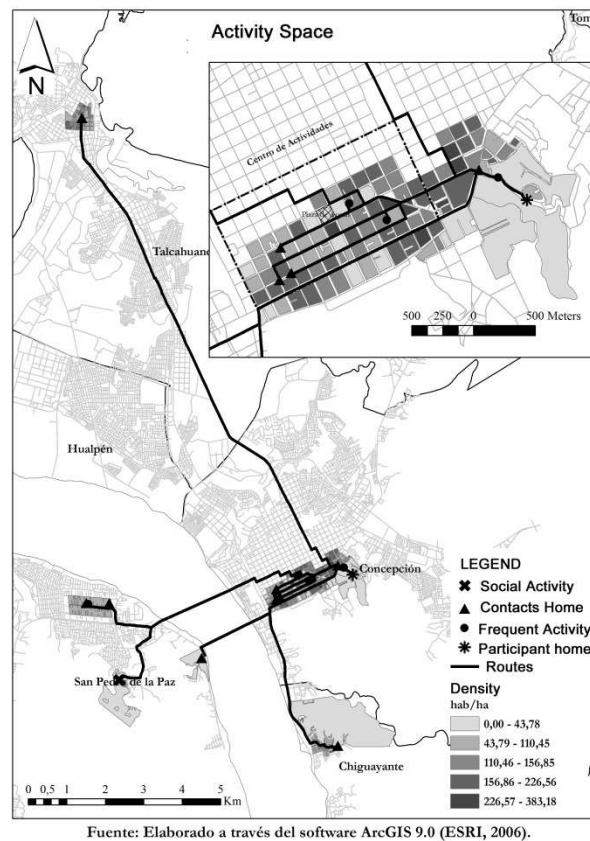 Activity Space
Tom
N
Centro de Actividades
Talcahuano
500 250 0 500 Meters
Hualpén
Concepción
San Pedro de la Paz
Chiguayante
LEGEND
Social Activity
Contacts Home
Frequent Activity
Participant home
Routes
Density
hab/ha
0,00 - 43,78
43,79 - 110,45
110,46 - 156,85
156,86 - 226,56
226,57 - 383,18
0 0,5 1 2 3 4 5
Km
Fuente: Elaborado a través del software ArcGIS 9.0 (ESRI, 2006).